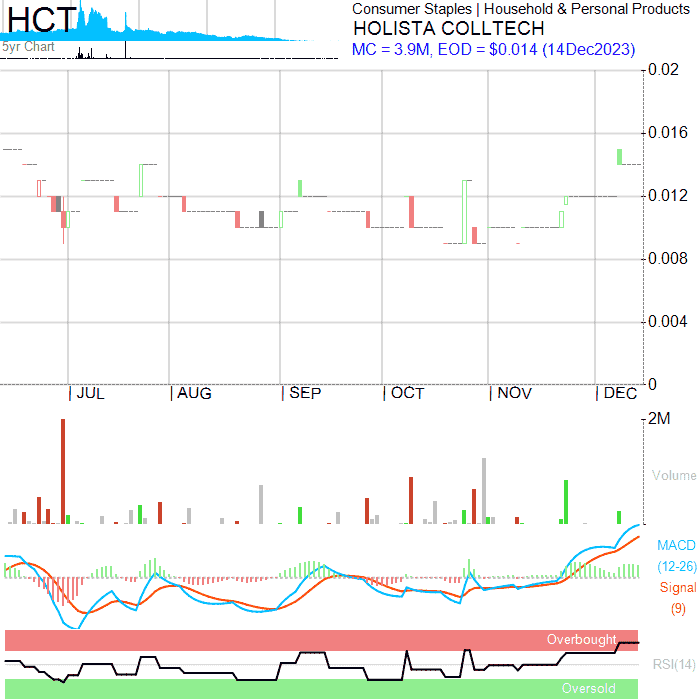 HCT
5yr Chart
Consumer Staples | Household & Personal Products
HOLISTA COLLTECH
MC = 3.9M, EOD = $0.014 (14Dec2023)
0.02
0.016
0.012
0.008
0.004
0
JUL AUG SEP OCT NOV DEC
2M
Volume
MACD
(12-26)
Signal
(9)
Overbought
RSI(14)
Oversold